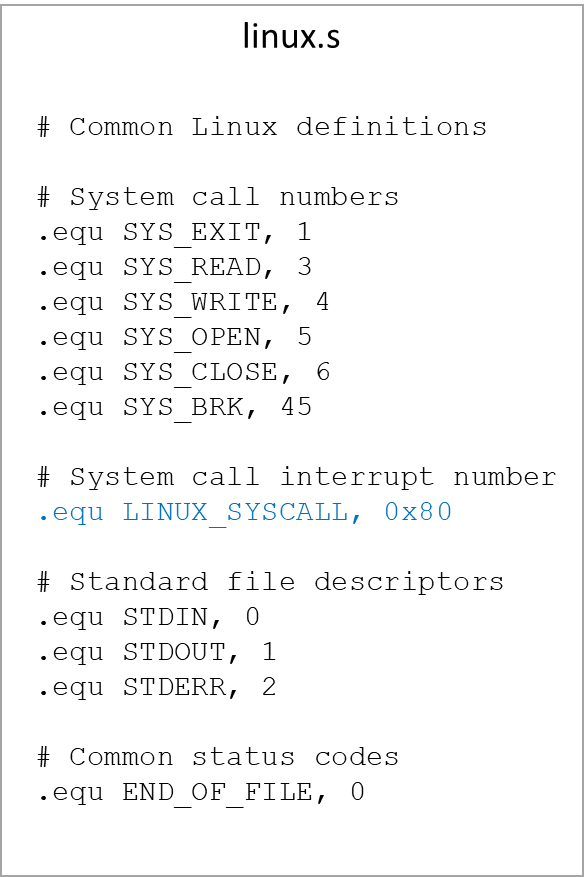 linux.s
# Common Linux definitions
# System call numbers
.equ SYS_EXIT, 1
.equ SYS_READ, 3
.equ SYS_WRITE, 4
.equ SYS_OPEN, 5
.equ SYS_CLOSE, 6
.equ SYS_BRK, 45
# System call interrupt number
.equ LINUX_SYSCALL, 0x80
# Standard file descriptors
.equ STDIN, 0
.equ STDOUT, 1
.equ STDERR, 2
# Common status codes
.equ END_OF_FILE, 0